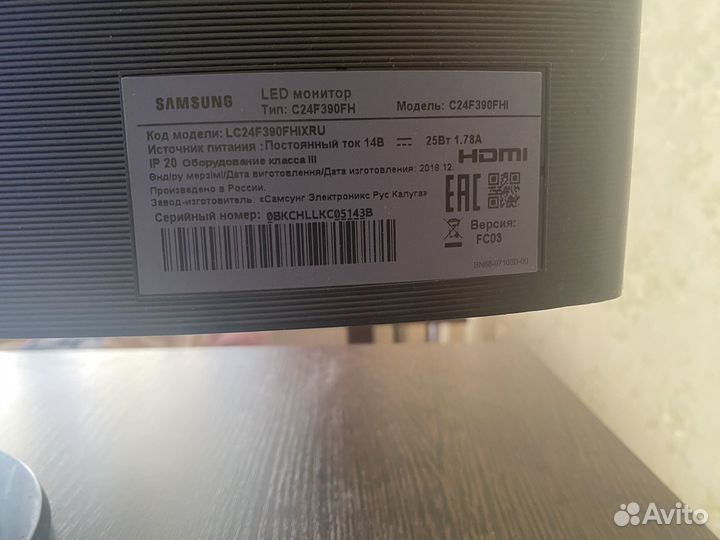 SAMSUNG
LED монитор
Тип: C24F390FH Модель: C24F390FHI
Код модели: LC24F390FHIXRU
Источник питания : Постоянный ток 14В 25Вт 1.78А
IP 20 Оборудование класса III
HDMI
Өндіру мерзімі/Дата виготовлення/Дата изготовления: 2018.12.
Произведено в России.
Завод-изготовитель: «Самсунг Электроникс Рус Калуга»
Серийный номер: 0BKCHLLKC05143B
EAC
Версия:
FC03
BN68-07103D-00
Avito